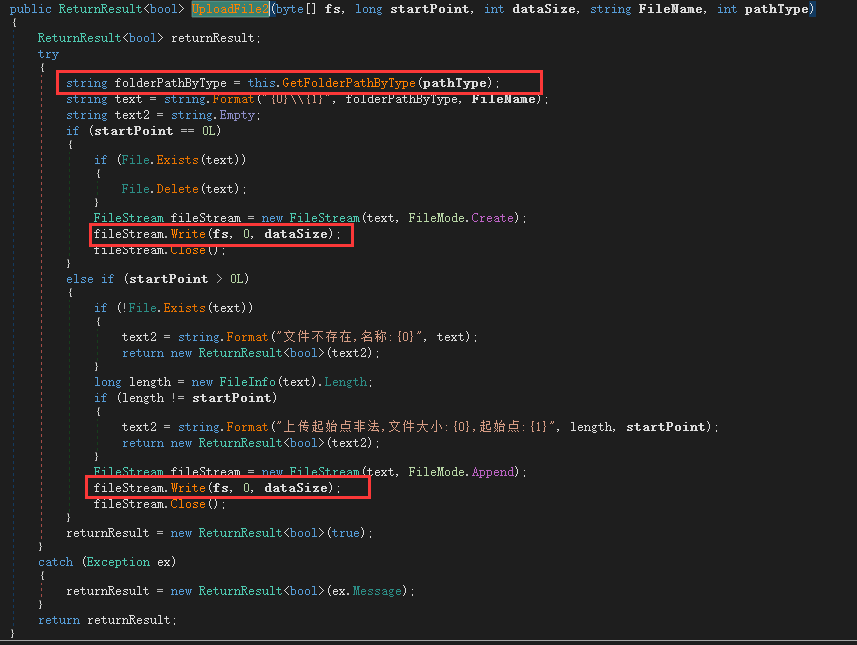 public ReturnResult<bool> UploadFile2(byte[] fs, long startPoint, int dataSize, string FileName, int pathType)
{
ReturnResult<bool> returnResult;
try
{
string folderPathByType = this.GetFolderPathByType(pathType);
string text = string.Format("{0}\\{1}", folderPathByType, FileName);
string text2 = string.Empty;
if (startPoint == 0L)
{
if (File.Exists(text))
{
File.Delete(text);
}
FileStream fileStream = new FileStream(text, FileMode.Create);
fileStream.Write(fs, 0, dataSize);
fileStream.Close();
}
else if (startPoint > 0L)
{
if (!File.Exists(text))
{
text2 = string.Format("文件不存在,名称:{0}", text);
return new ReturnResult<bool>(text2);
}
long length = new FileInfo(text).Length;
if (length != startPoint)
{
text2 = string.Format("上传起始点非法,文件大小:{0},起始点:{1}", length, startPoint);
return new ReturnResult<bool>(text2);
}
FileStream fileStream = new FileStream(text, FileMode.Append);
fileStream.Write(fs, 0, dataSize);
fileStream.Close();
}
returnResult = new ReturnResult<bool>(true);
}
catch (Exception ex)
{
returnResult = new ReturnResult<bool>(ex.Message);
}
return returnResult;
}